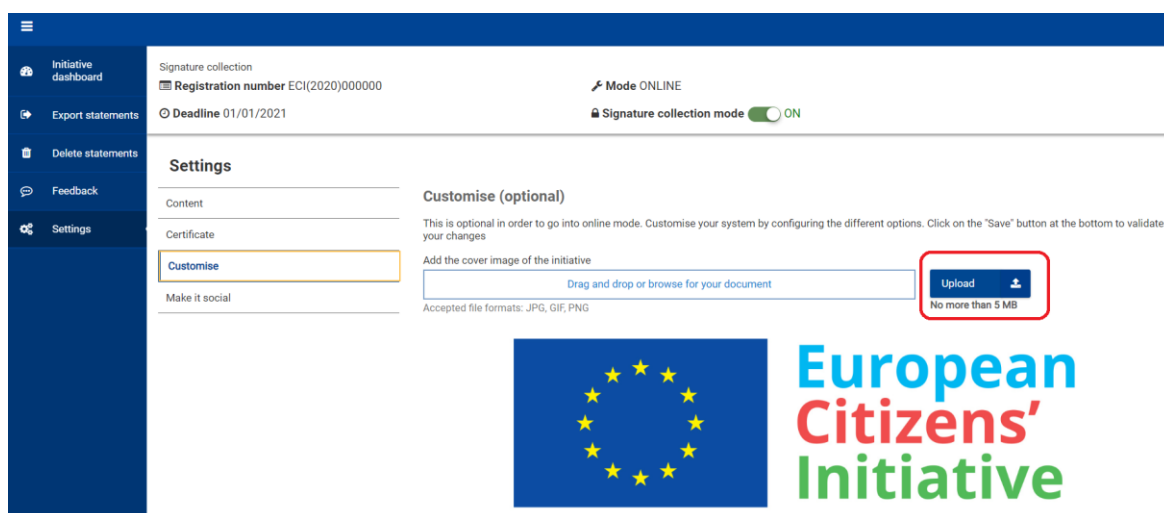 Initiative
dashboard
Export statements
Delete statements
Feedback
Settings
Signature collection
Registration number ECI(2020)000000
Mode ONLINE
Deadline 01/01/2021
Signature collection mode ON
Settings
Content
Certificate
Customise
Make it social
Customise (optional)
This is optional in order to go into online mode. Customise your system by configuring the different options. Click on the "Save" button at the bottom to validate
your changes
Add the cover image of the initiative
Drag and drop or browse for your document
Upload
Accepted file formats: JPG, GIF, PNG
No more than 5 MB
European
Citizens’
Initiative